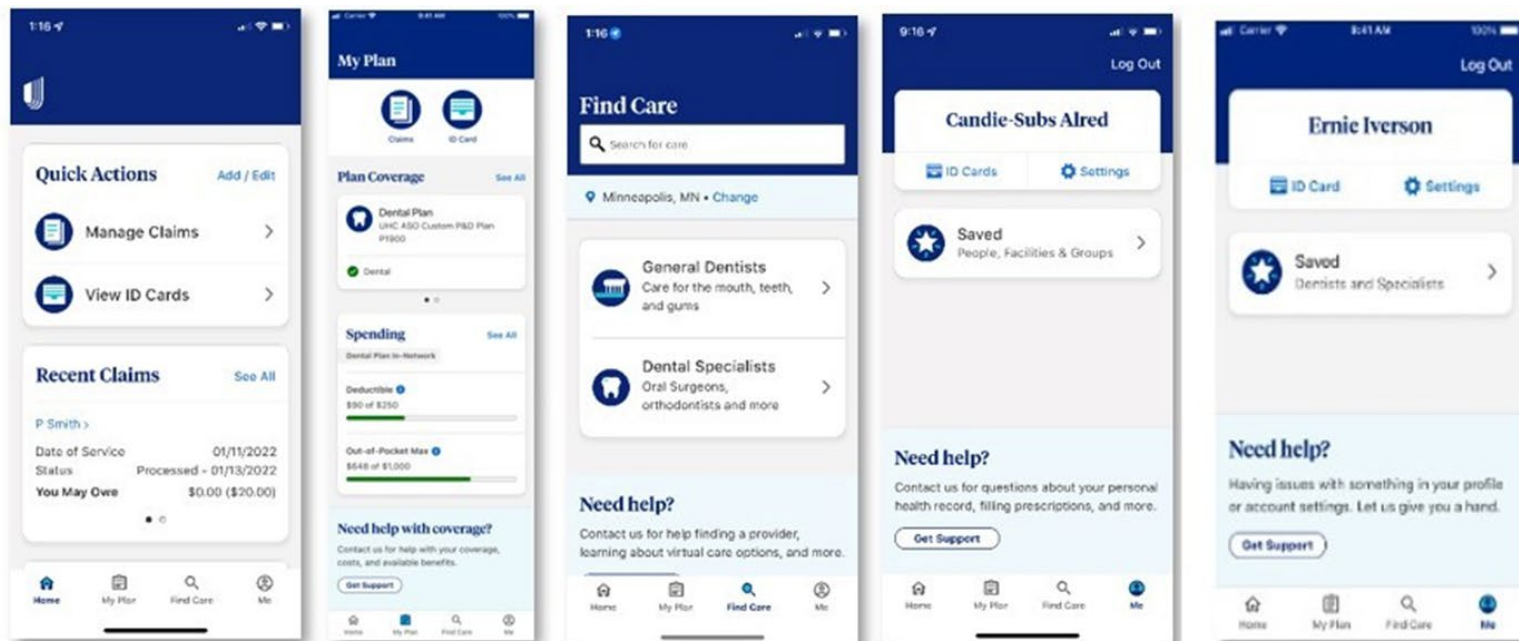 1:16
Quick Actions
Add / Edit
Manage Claims
View ID Cards
Recent Claims
See All
P Smith >
Date of Service 01/11/2022
Status Processed - 01/13/2022
You May Owe $0.00 ($20.00)
Home
My Plan
Find Care
Me
Carrier 9:41 AM 100%
My Plan
Claims
ID Card
Plan Coverage
See All
Dental Plan
UHC ASO Custom P&D Plan
P1900
Dental
Spending
See All
Dental Plan In-Network
Deductible
$90 of $250
Out-of-Pocket Max
$648 of $1,000
Need help with coverage?
Contact us for help with your coverage,
costs, and available benefits.
Get Support
Home
My Plan
Find Care
Me
1:16
Find Care
Search for care
Minneapolis, MN • Change
General Dentists
Care for the mouth, teeth,
and gums
Dental Specialists
Oral Surgeons,
orthodontists and more
Need help?
Contact us for help finding a provider,
learning about virtual care options, and more.
Home
My Plan
Find Care
Me
9:16
Log Out
Candie-Subs Alred
ID Cards
Settings
Saved
People, Facilities & Groups
Need help?
Contact us for questions about your personal
health record, filling prescriptions, and more.
Get Support
Home
My Plan
Find Care
Me
Carrier 9:41 AM 100%
Log Out
Ernie Iverson
ID Card
Settings
Saved
Dentists and Specialists
Need help?
Having issues with something in your profile
or account settings. Let us give you a hand.
Get Support
Home
My Plan
Find Care
Me